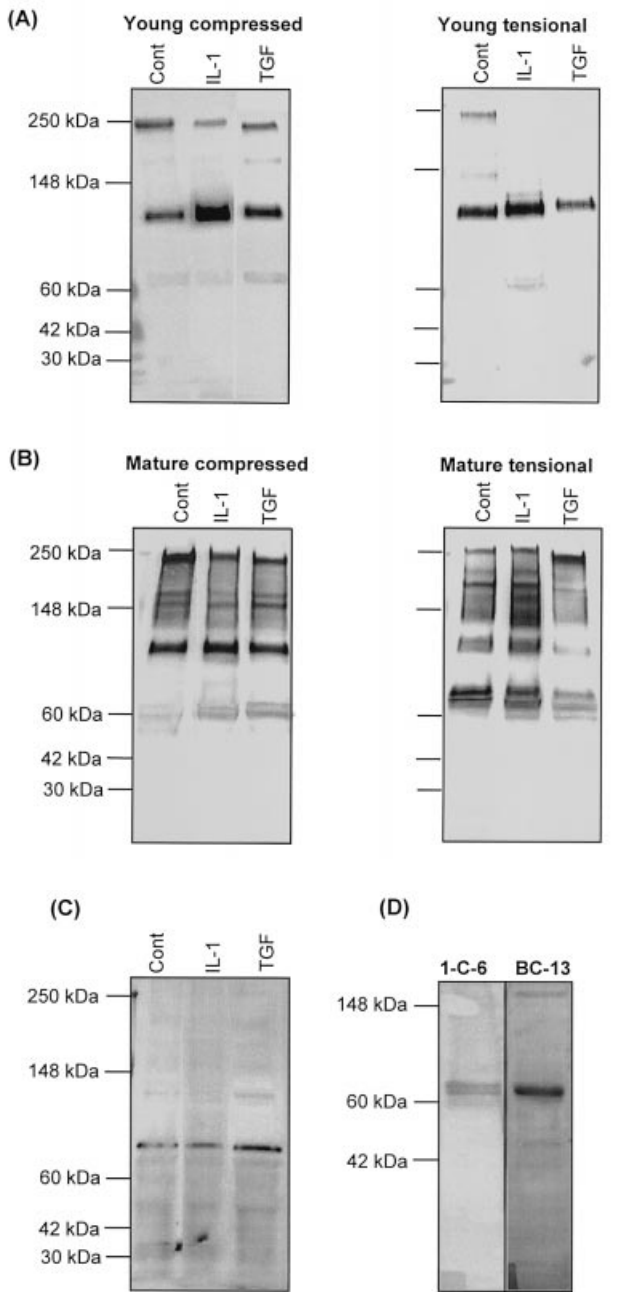 (A)
Young compressed
Young tensional
Cont IL-1 TGF
Cont IL-1 TGF
250 kDa
148 kDa
60 kDa
42 kDa
30 kDa
(B)
Mature compressed
Mature tensional
Cont IL-1 TGF
Cont IL-1 TGF
250 kDa
148 kDa
60 kDa
42 kDa
30 kDa
(C)
Cont IL-1 TGF
250 kDa
148 kDa
60 kDa
42 kDa
30 kDa
(D)
1-C-6 BC-13
148 kDa
60 kDa
42 kDa